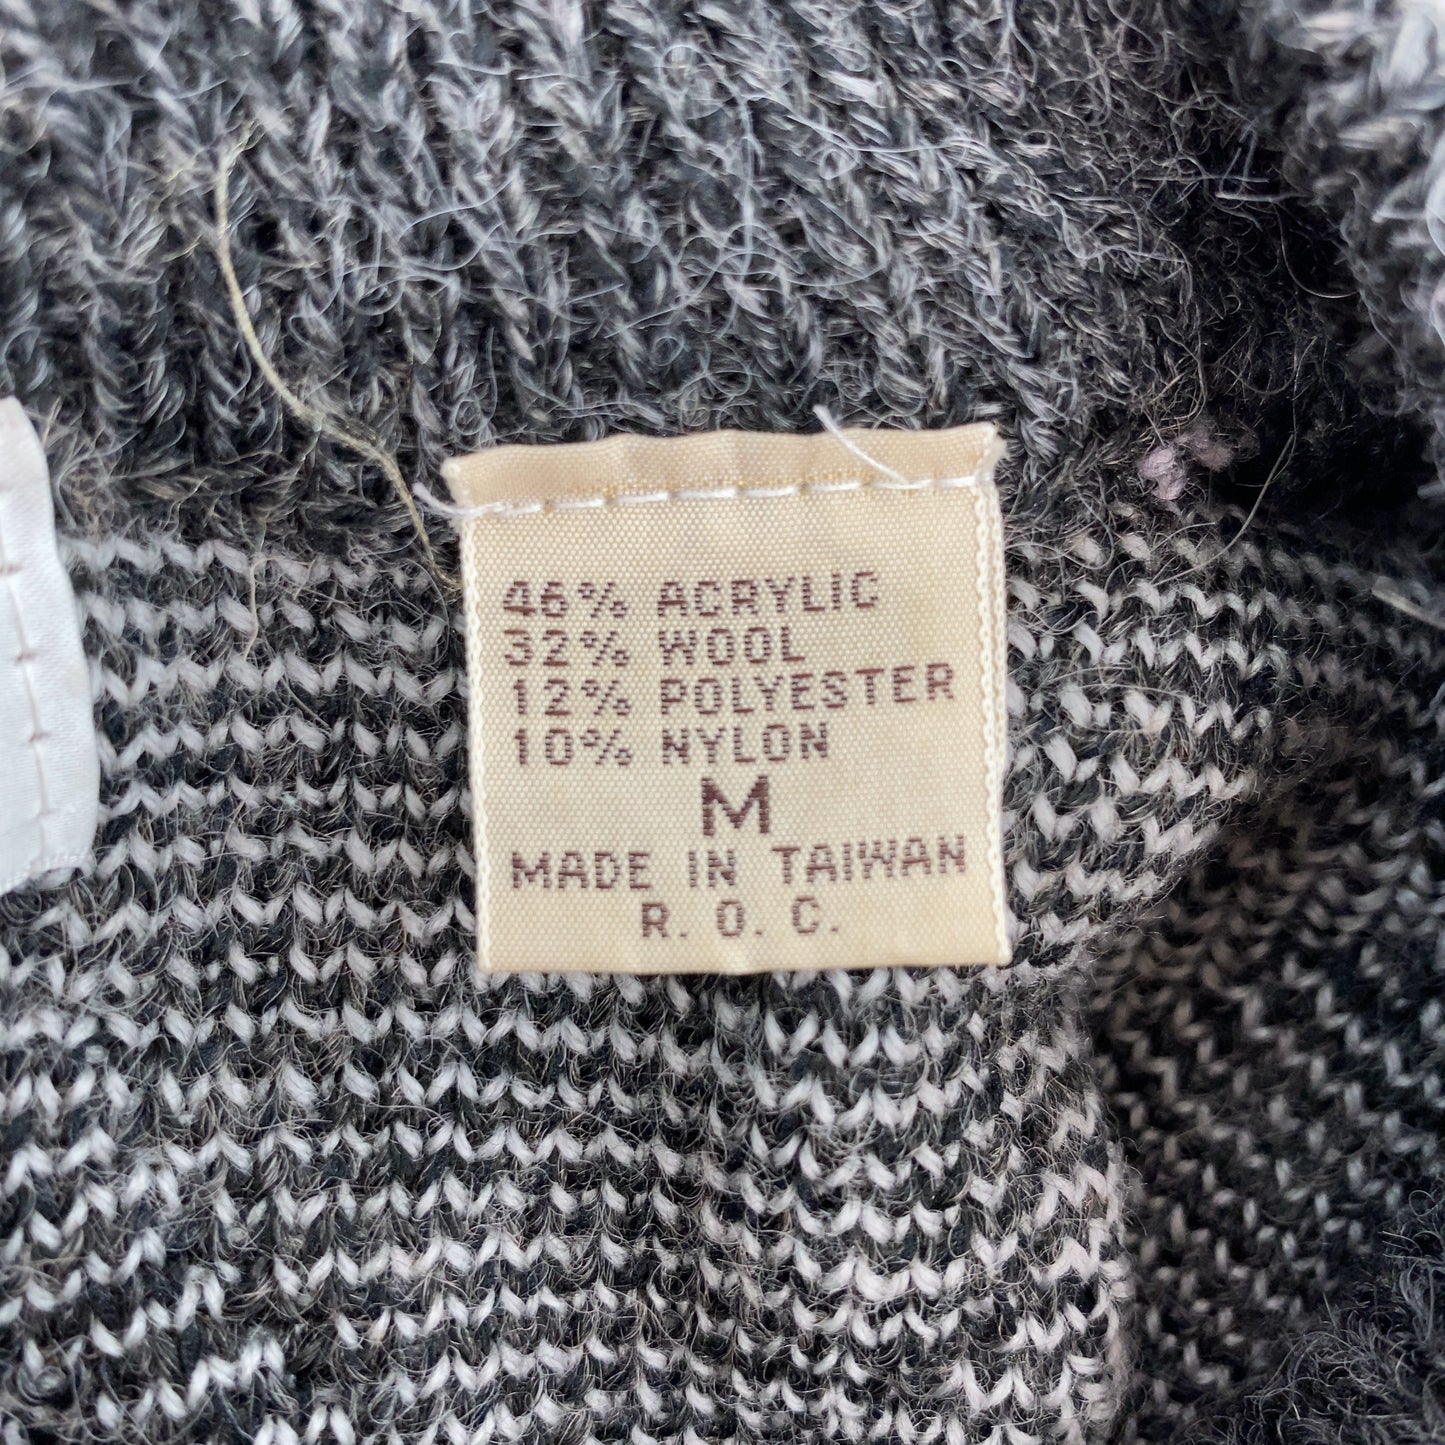 46% ACRYLIC
32% WOOL
12% POLYESTER
10% NYLON
M
MADE IN TAIWAN
R. O. C.